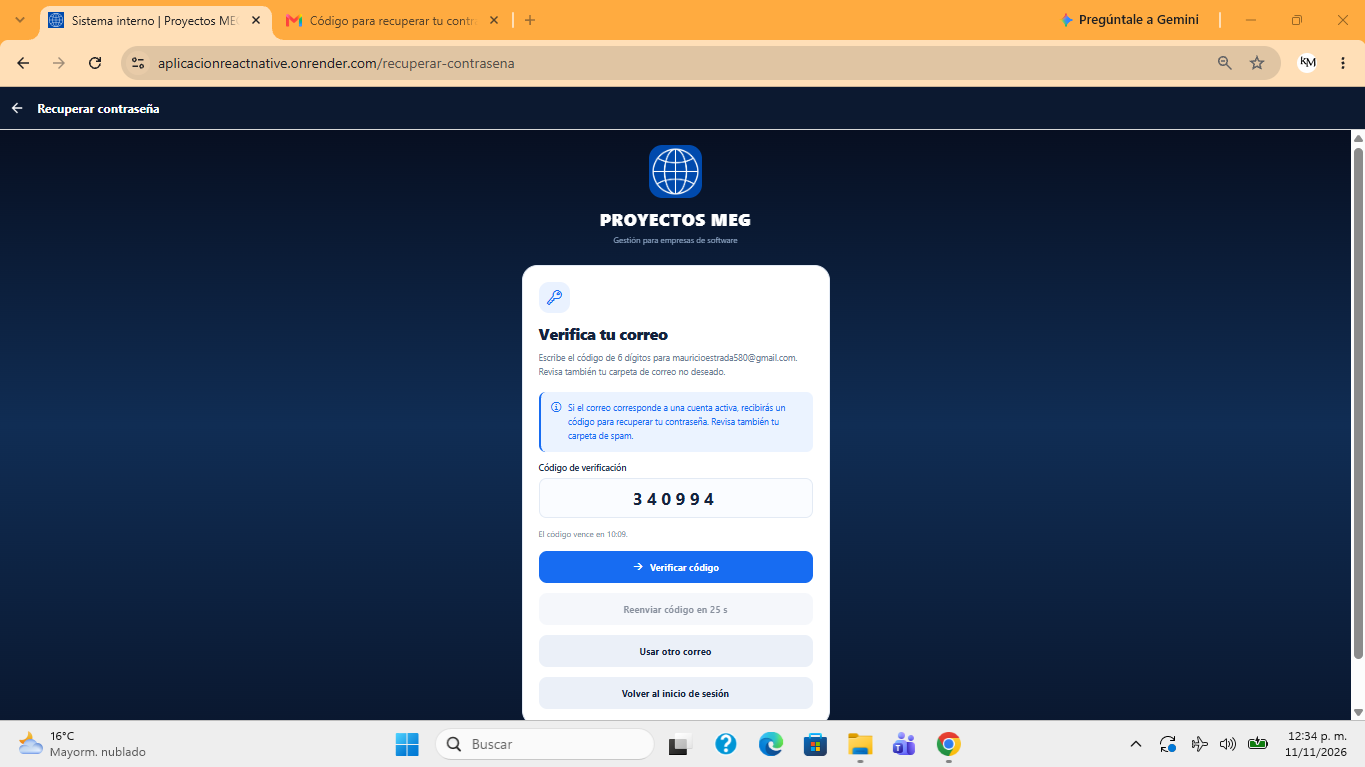 Sistema interno | Proyectos ME
Código para recuperar tu contr
Pregúntale a Gemini
aplicacionreactnative.onrender.com/recuperar-contrasena
KM
Recuperar contraseña
PROYECTOS MEG
Gestión para empresas de software
Verifica tu correo
Escribe el código de 6 dígitos para mauricioestrada580@gmail.com.
Revisa también tu carpeta de correo no deseado.
Si el correo corresponde a una cuenta activa, recibirás un
código para recuperar tu contraseña. Revisa también tu
carpeta de spam.
Código de verificación
340994
El código vence en 10:09.
Verificar código
Reenviar código en 25 s
Usar otro correo
Volver al inicio de sesión
16°C
Mayorm. nublado
Buscar
12:34 p. m.
11/11/2026